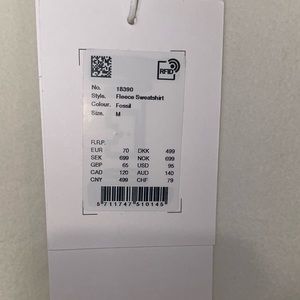 RFID
No. 18390
Style. Fleece Sweatshirt
Colour. Fossil
Size. M
R.R.P.
EUR 70 DKK 499
SEK 699 NOK 699
GBP 65 USD 95
CAD 120 AUD 140
CNY 499 CHF 79
5711747510145